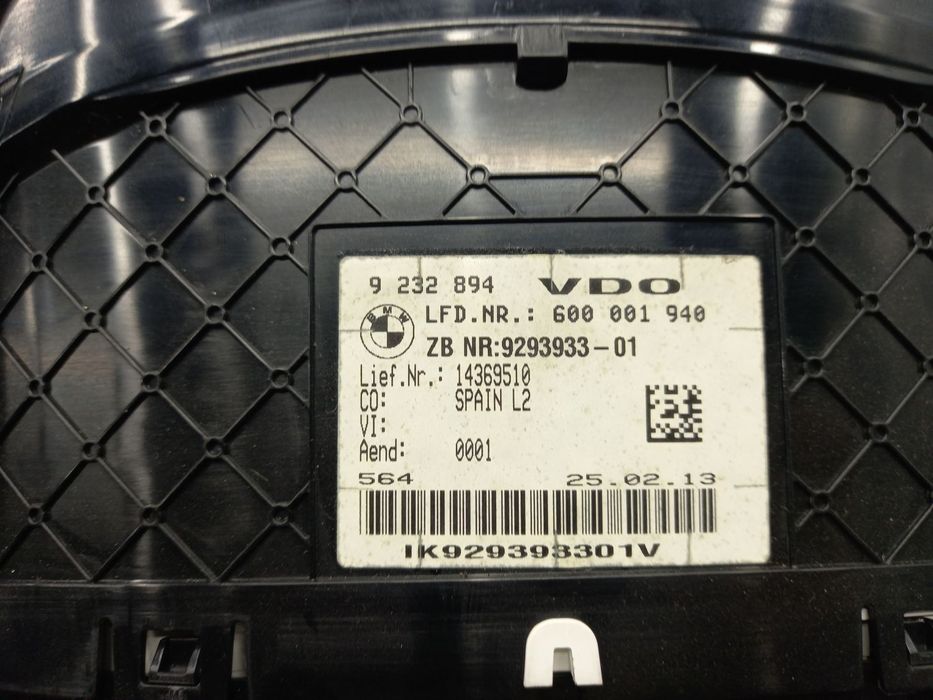 9 232 894 VDO
BMW LFD.NR.: 600 001 940
ZB NR:9293933-01
Lief.Nr.: 14369510
CO: SPAIN L2
VI:
Aend: 0001
564 25.02.13
IK929393301V